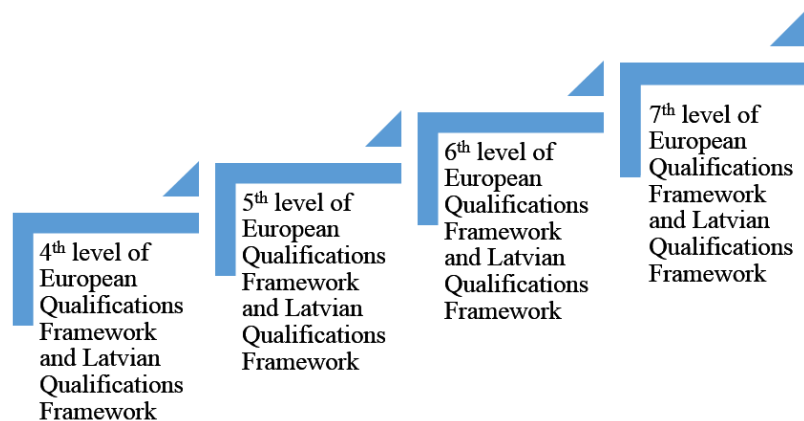 4th level of
European
Qualifications
Framework
and Latvian
Qualifications
Framework
5th level of
European
Qualifications
Framework
and Latvian
Qualifications
Framework
6th level of
European
Qualifications
Framework
and Latvian
Qualifications
Framework
7th level of
European
Qualifications
Framework
and Latvian
Qualifications
Framework